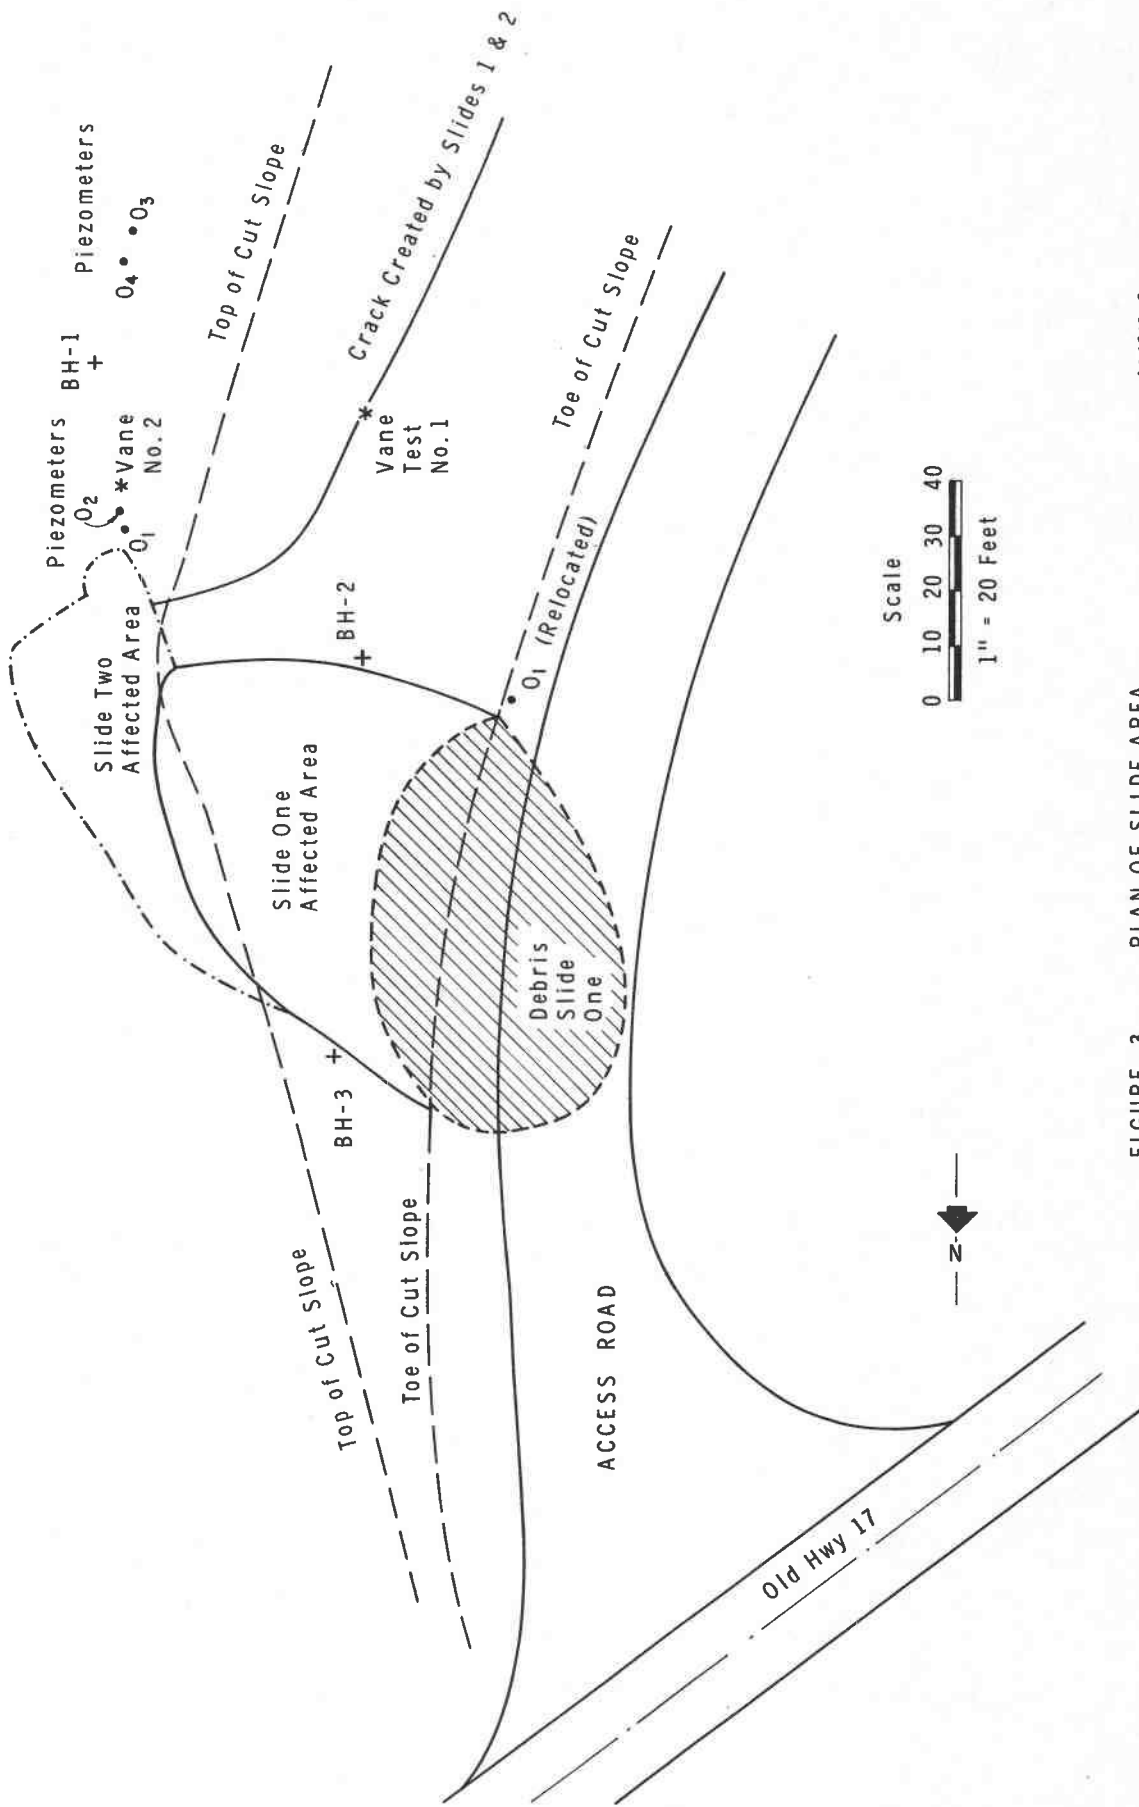 Piezometers
BH-1
Piezometers
O2
*Vane
No. 2
O1
O4
O3
Top of Cut Slope
Crack Created by Slides 1 & 2
Slide Two
Affected Area
BH-2
Vane
Test
No. 1
Toe of Cut Slope
Slide One
Affected Area
O1 (Relocated)
BH-3
Debris
Slide
One
Top of Cut Slope
Toe of Cut Slope
ACCESS ROAD
Old Hwy 17
N
Scale
0 10 20 30 40
1" = 20 Feet
FIGURE 3 PLAN OF SLIDE AREA